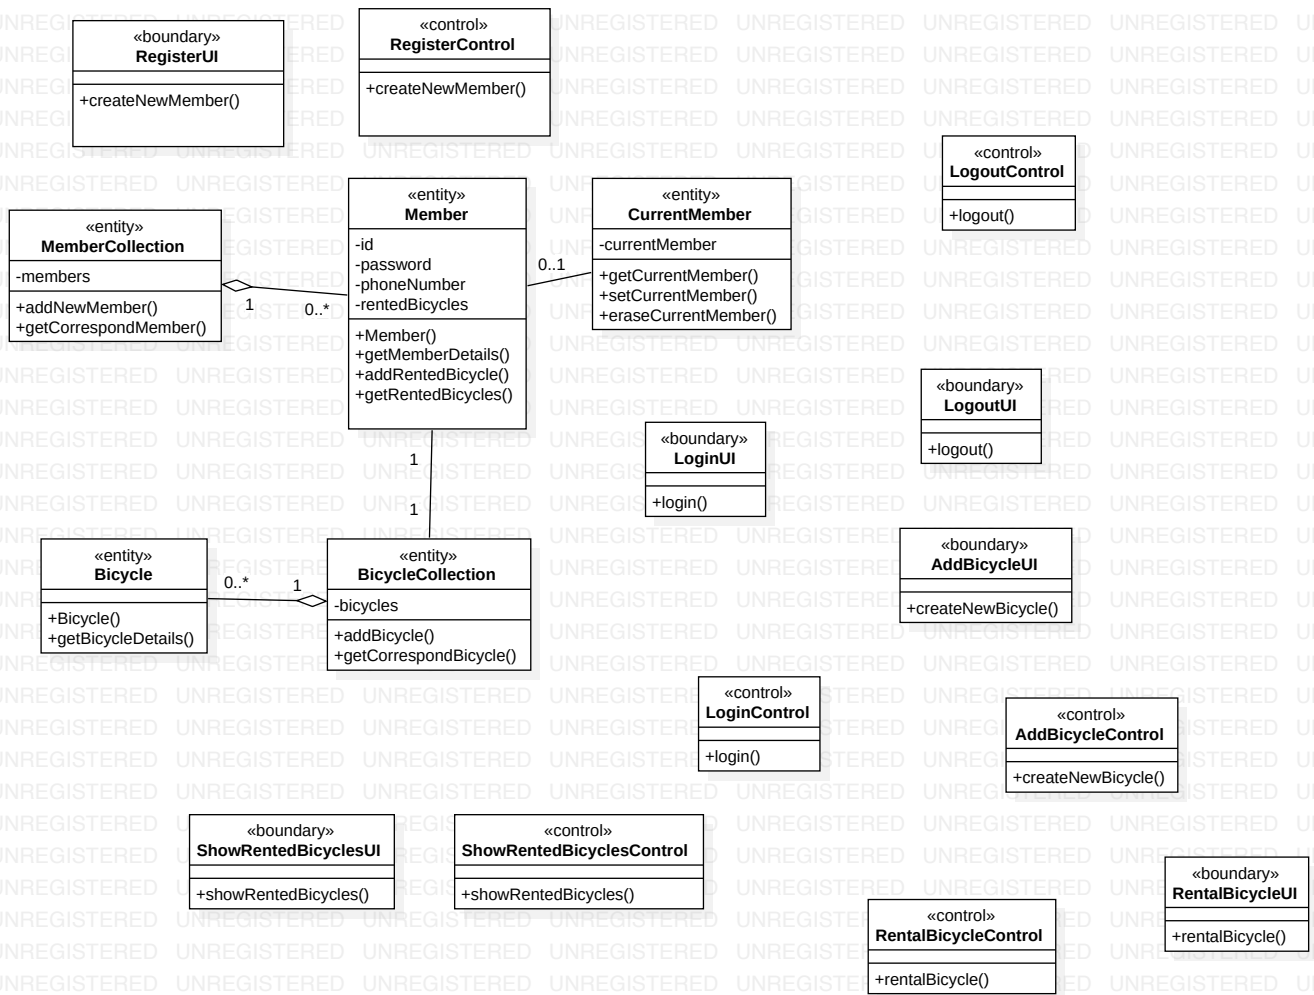 «boundary»
RegisterUI
+createNewMember()
«control»
RegisterControl
+createNewMember()
«control»
LogoutControl
+logout()
«entity»
MemberCollection
-members
+addNewMember()
+getCorrespondMember()
1
0..*
«entity»
Member
-id
-password
-phoneNumber
-rentedBicycles
+Member()
+getMemberDetails()
+addRentedBicycle()
+getRentedBicycles()
0..1
«entity»
CurrentMember
-currentMember
+getCurrentMember()
+setCurrentMember()
+eraseCurrentMember()
«boundary»
LogoutUI
+logout()
«boundary»
LoginUI
+login()
1
1
«entity»
Bicycle
+Bicycle()
+getBicycleDetails()
0..*
1
«entity»
BicycleCollection
-bicycles
+addBicycle()
+getCorrespondBicycle()
«boundary»
AddBicycleUI
+createNewBicycle()
«control»
LoginControl
+login()
«control»
AddBicycleControl
+createNewBicycle()
«boundary»
ShowRentedBicyclesUI
+showRentedBicycles()
«control»
ShowRentedBicyclesControl
+showRentedBicycles()
«control»
RentalBicycleControl
+rentalBicycle()
«boundary»
RentalBicycleUI
+rentalBicycle()
UNREGISTERED